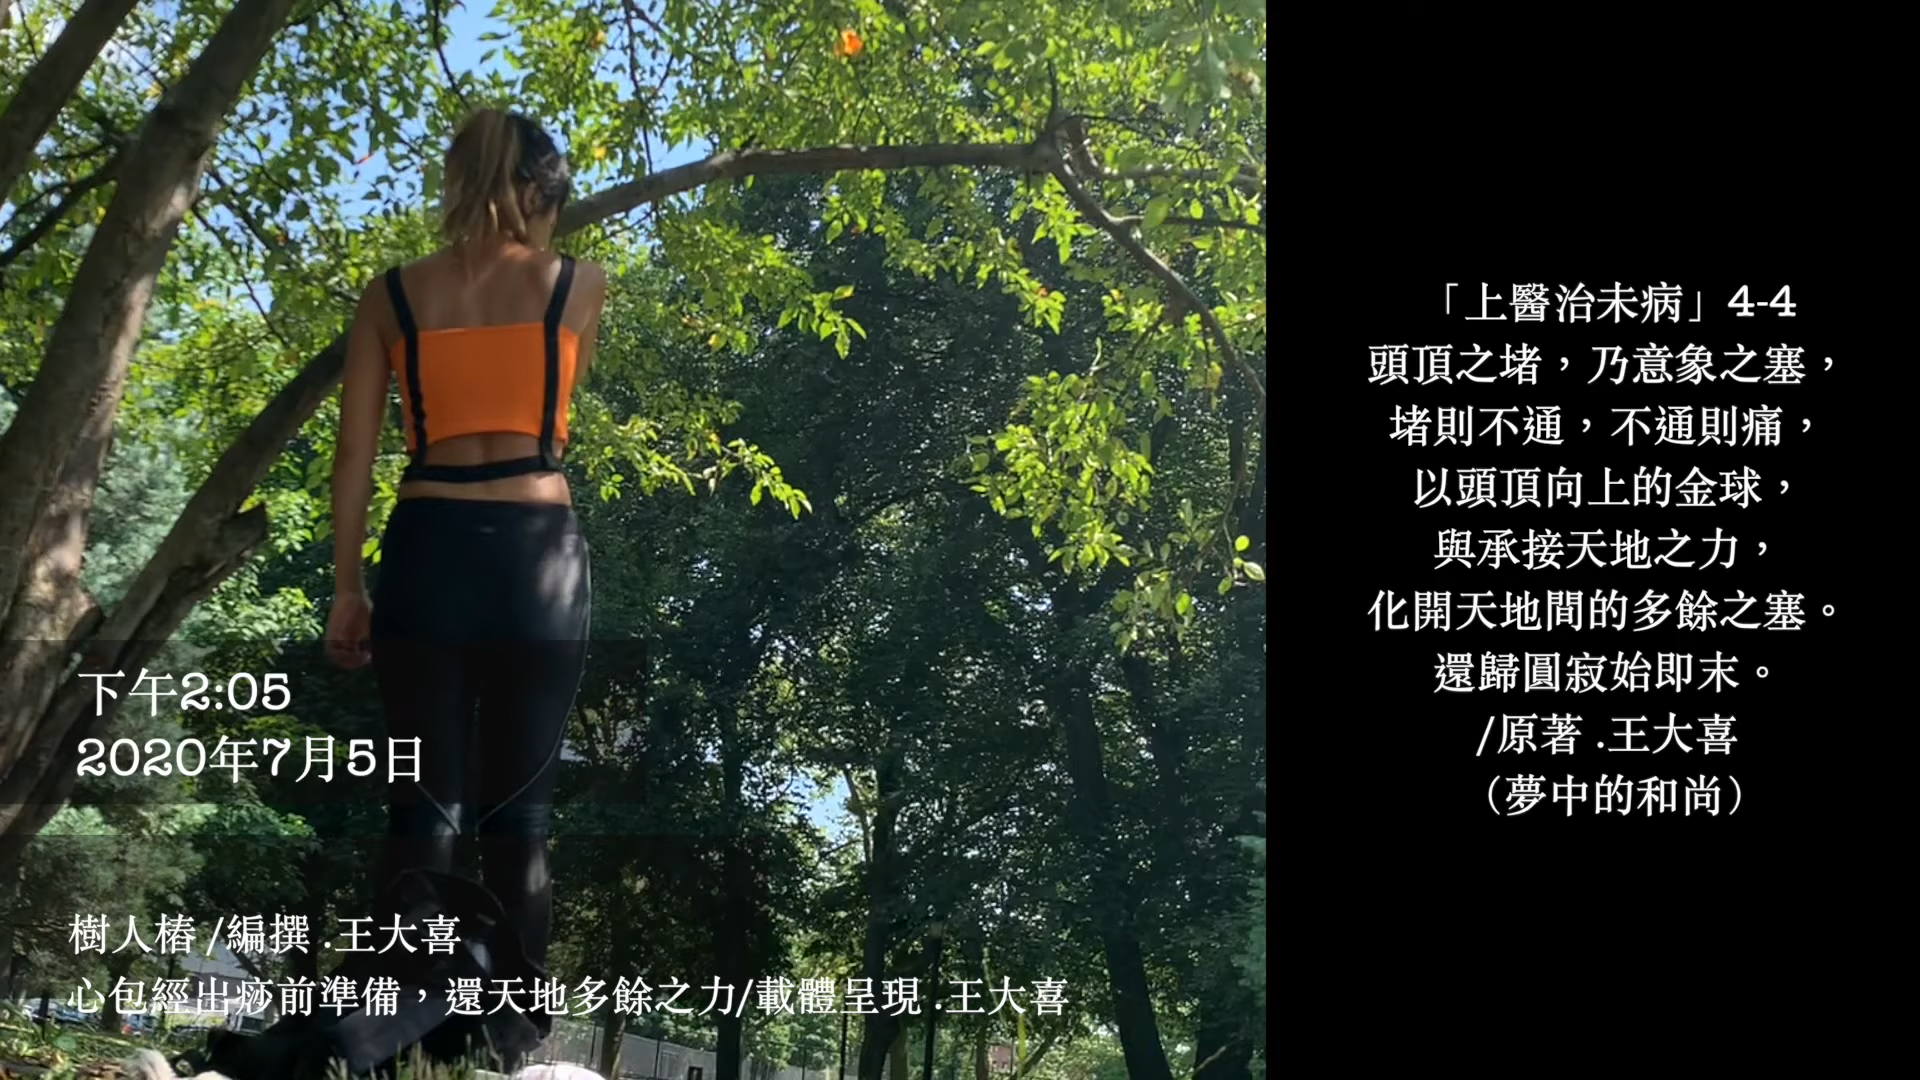 下午2:05
2020年7月5日
樹人樁 /編撰 .王大喜
心包經出痧前準備，還天地多餘之力/載體呈現 .王大喜
「上醫治未病」4-4
頭頂之堵，乃意象之塞，
堵則不通，不通則痛，
以頭頂向上的金球，
與承接天地之力，
化開天地間的多餘之塞。
還歸圓寂始即末。
/原著 .王大喜
（夢中的和尚）